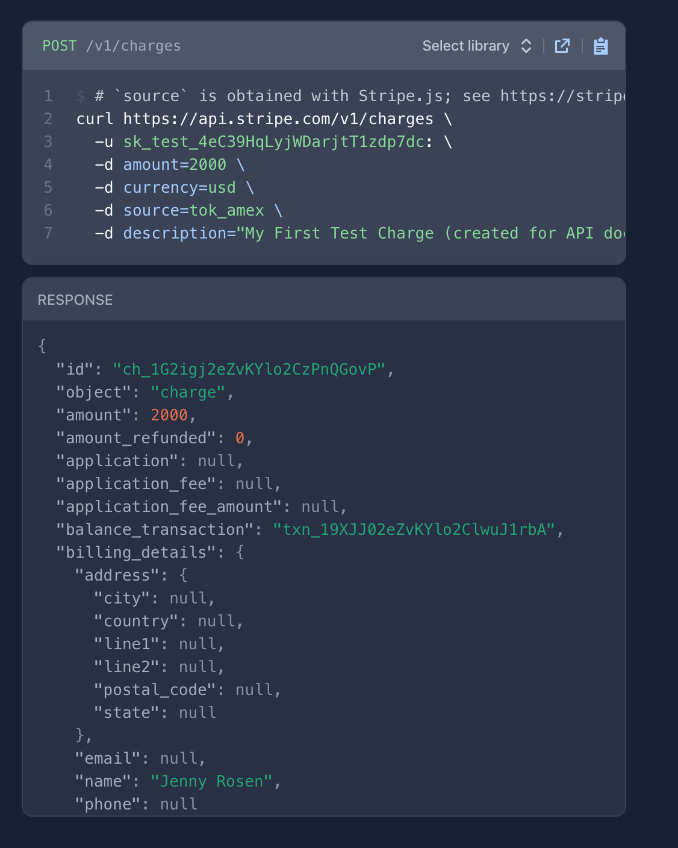 POST /v1/charges
Select library
1 $ # `source` is obtained with Stripe.js; see https://stripe
2 curl https://api.stripe.com/v1/charges \
3   -u sk_test_4eC39HqLyjWDarjtT1zdp7dc: \
4   -d amount=2000 \
5   -d currency=usd \
6   -d source=tok_amex \
7   -d description="My First Test Charge (created for API doc
RESPONSE
{
  "id": "ch_1G2igj2eZvKYlo2CzPnQGovP",
  "object": "charge",
  "amount": 2000,
  "amount_refunded": 0,
  "application": null,
  "application_fee": null,
  "application_fee_amount": null,
  "balance_transaction": "txn_19XJJ02eZvKYlo2ClwuJ1rbA",
  "billing_details": {
    "address": {
      "city": null,
      "country": null,
      "line1": null,
      "line2": null,
      "postal_code": null,
      "state": null
    },
    "email": null,
    "name": "Jenny Rosen",
    "phone": null